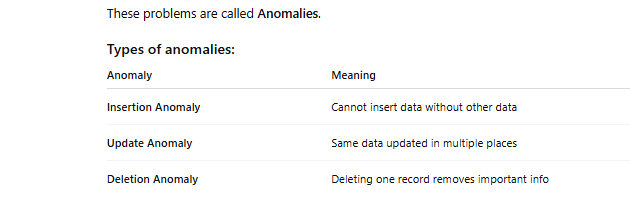 These problems are called Anomalies.
Types of anomalies:
Anomaly Meaning
Insertion Anomaly Cannot insert data without other data
Update Anomaly Same data updated in multiple places
Deletion Anomaly Deleting one record removes important info